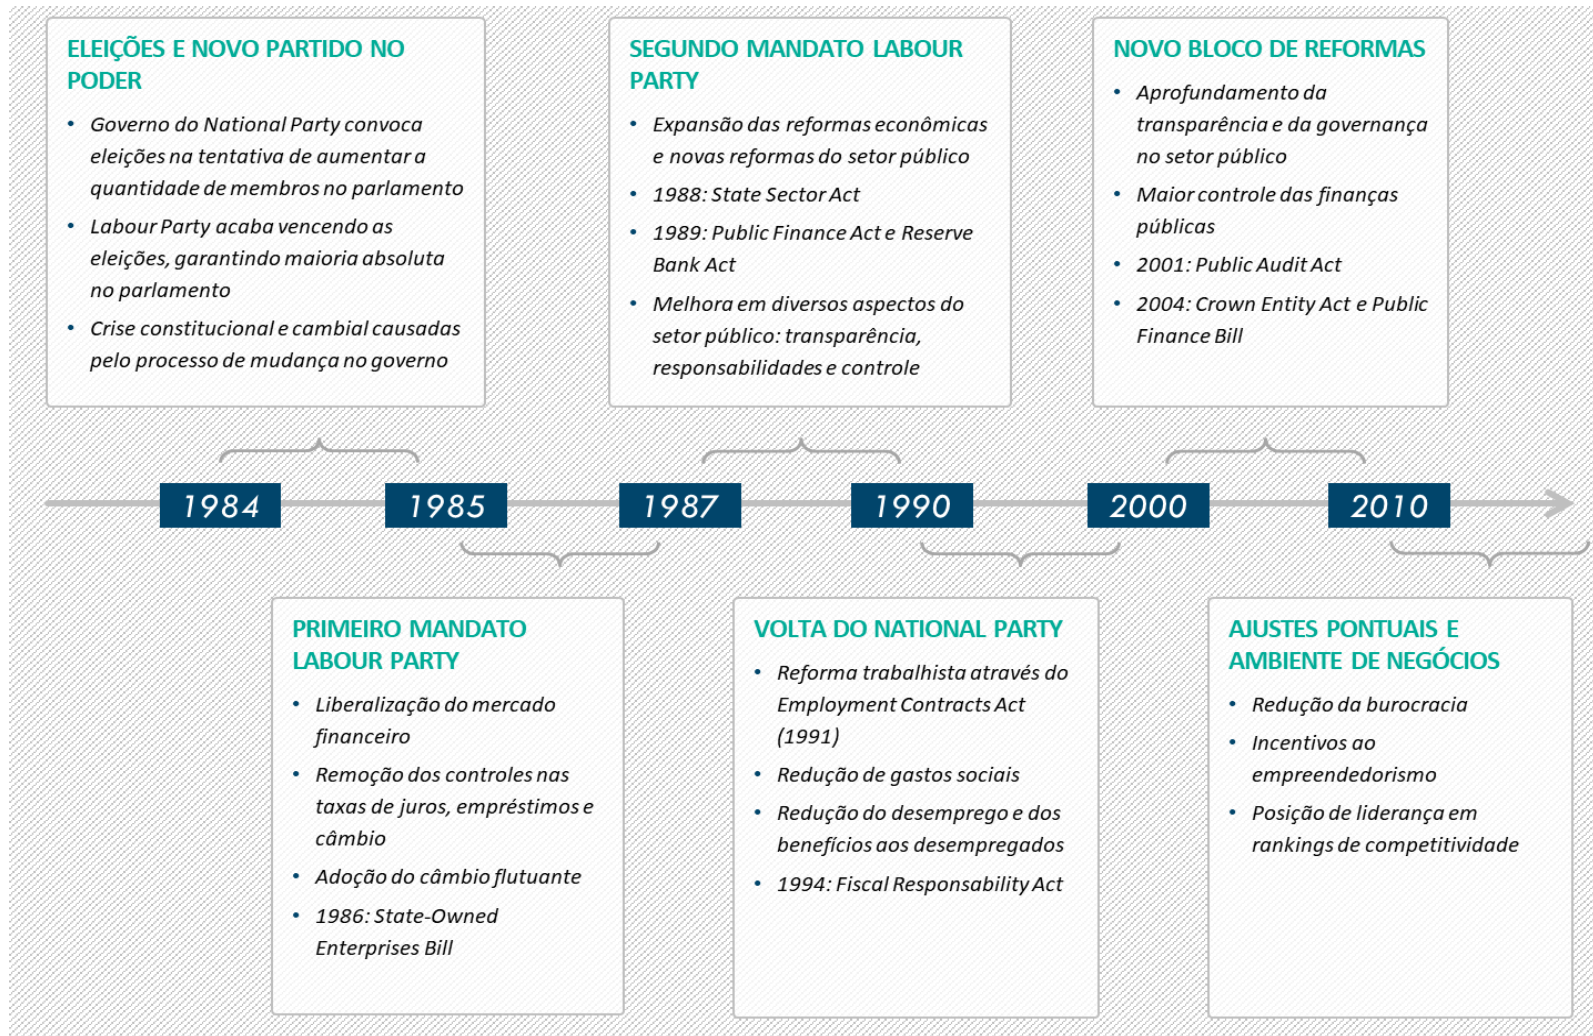 ELEIÇÕES E NOVO PARTIDO NO
PODER
• Governo do National Party convoca
eleições na tentativa de aumentar a
quantidade de membros no parlamento
• Labour Party acaba vencendo as
eleições, garantindo maioria absoluta
no parlamento
• Crise constitucional e cambial causadas
pelo processo de mudança no governo
SEGUNDO MANDATO LABOUR
PARTY
• Expansão das reformas econômicas
e novas reformas do setor público
• 1988: State Sector Act
• 1989: Public Finance Act e Reserve
Bank Act
• Melhora em diversos aspectos do
setor público: transparência,
responsabilidades e controle
NOVO BLOCO DE REFORMAS
• Aprofundamento da
transparência e da governança
no setor público
• Maior controle das finanças
públicas
• 2001: Public Audit Act
• 2004: Crown Entity Act e Public
Finance Bill
1984
1985
1987
1990
2000
2010
PRIMEIRO MANDATO
LABOUR PARTY
• Liberalização do mercado
financeiro
• Remoção dos controles nas
taxas de juros, empréstimos e
câmbio
• Adoção do câmbio flutuante
• 1986: State-Owned
Enterprises Bill
VOLTA DO NATIONAL PARTY
• Reforma trabalhista através do
Employment Contracts Act
(1991)
• Redução de gastos sociais
• Redução do desemprego e dos
benefícios aos desempregados
• 1994: Fiscal Responsability Act
AJUSTES PONTUAIS E
AMBIENTE DE NEGÓCIOS
• Redução da burocracia
• Incentivos ao
empreendedorismo
• Posição de liderança em
rankings de competitividade